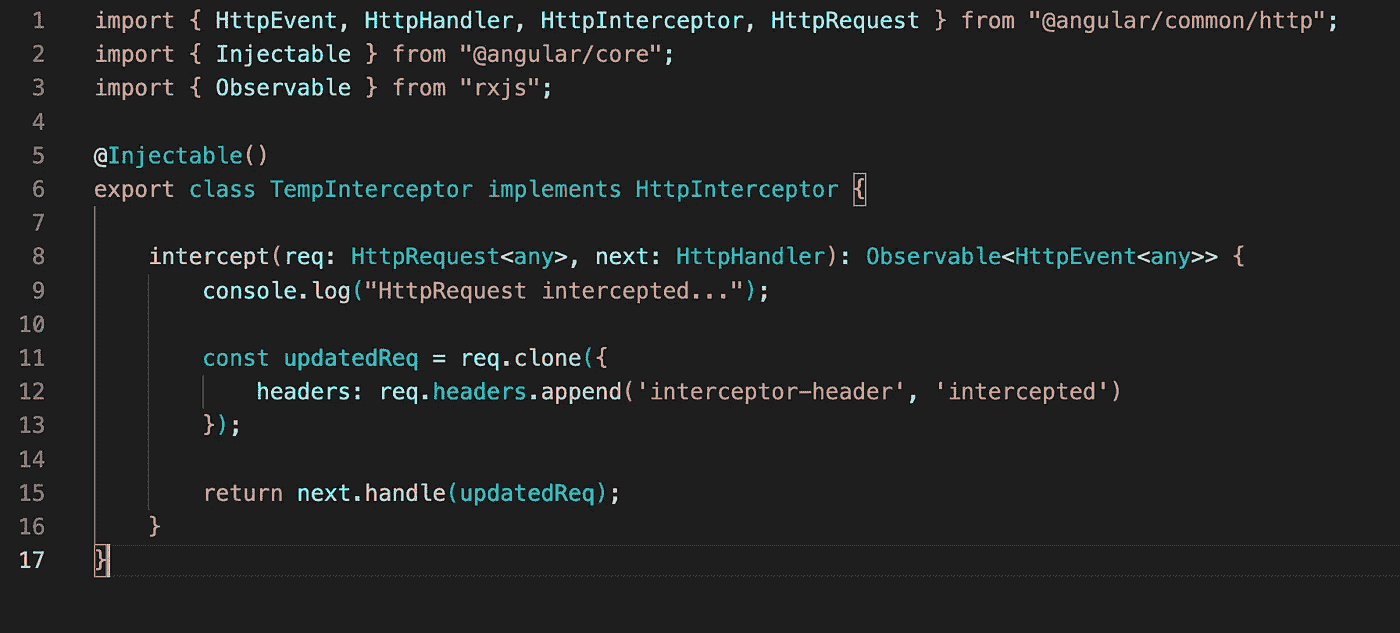 1 import { HttpEvent, HttpHandler, HttpInterceptor, HttpRequest } from "@angular/common/http";
2 import { Injectable } from "@angular/core";
3 import { Observable } from "rxjs";
4
5 @Injectable()
6 export class TempInterceptor implements HttpInterceptor {
7
8     intercept(req: HttpRequest<any>, next: HttpHandler): Observable<HttpEvent<any>> {
9         console.log("HttpRequest intercepted...");
10
11         const updatedReq = req.clone({
12             headers: req.headers.append('interceptor-header', 'intercepted')
13         });
14
15         return next.handle(updatedReq);
16     }
17 }